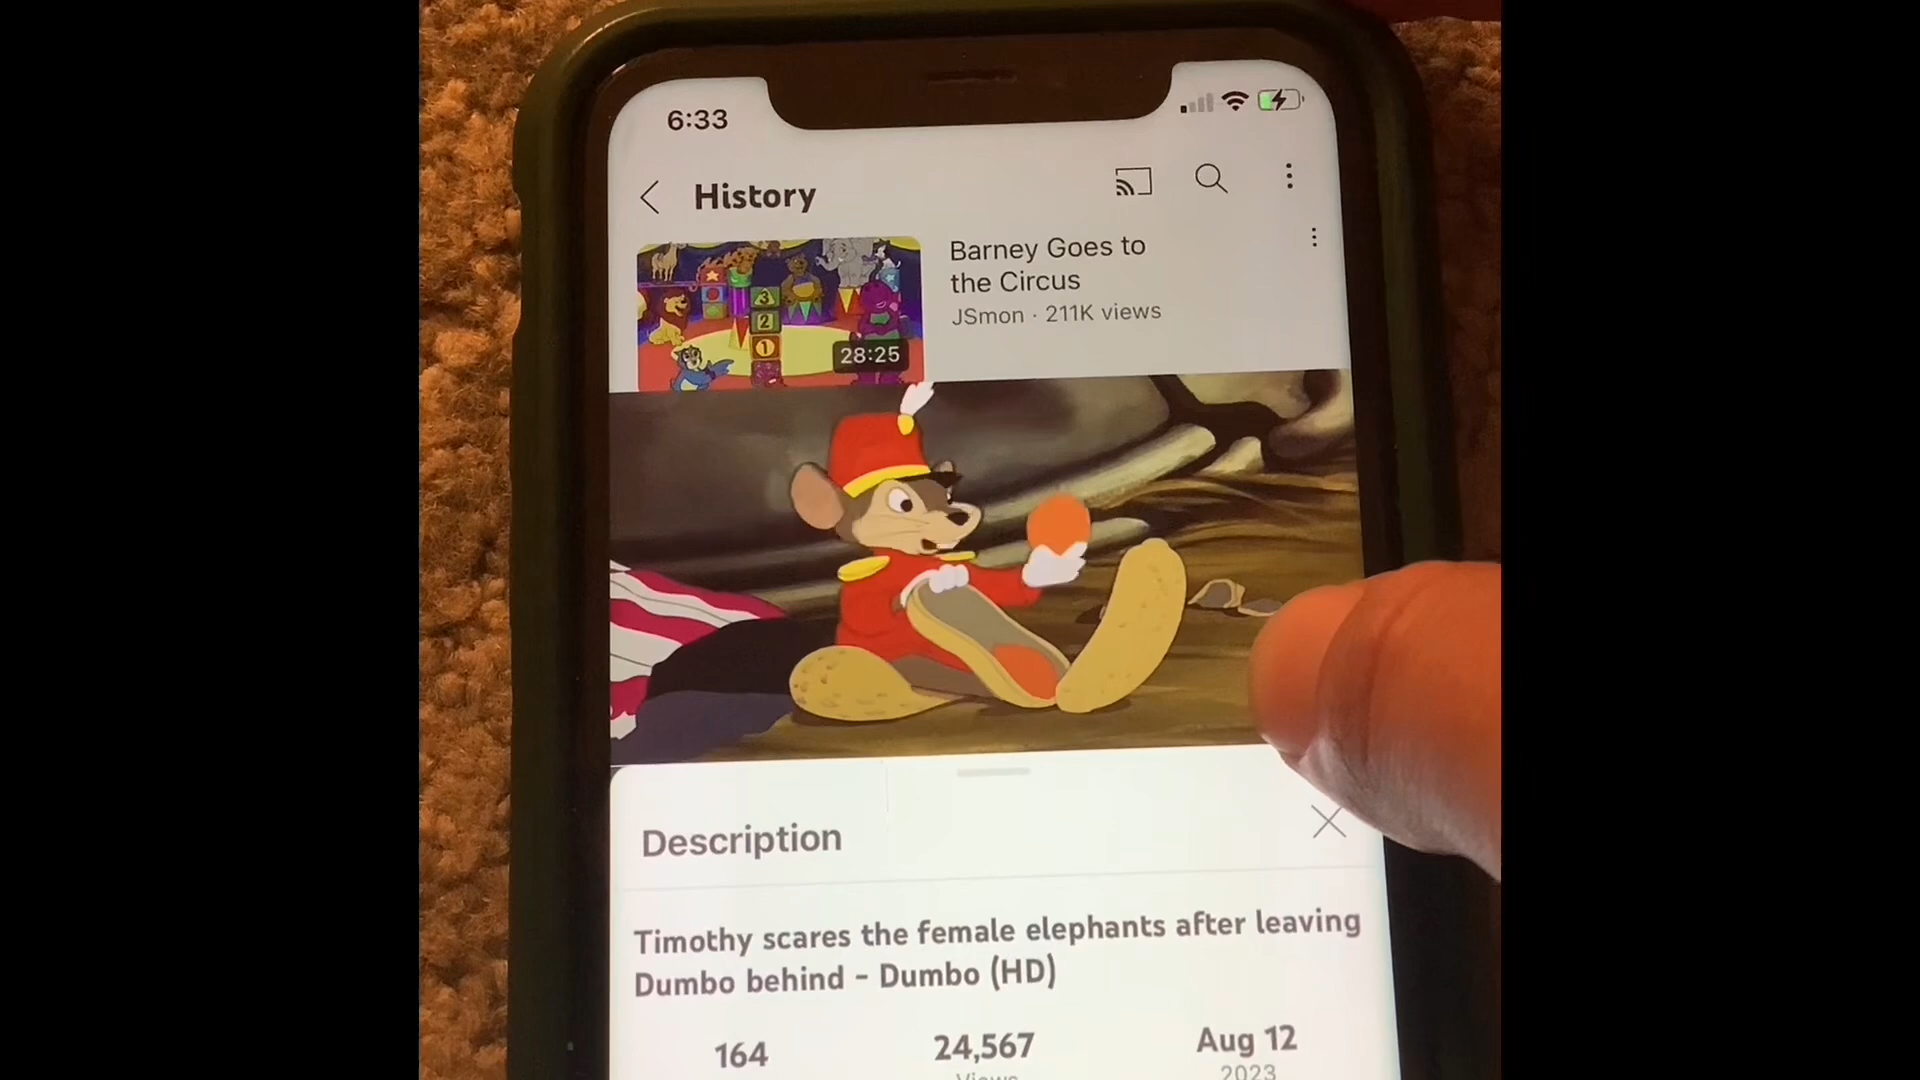 6:33
History
Barney Goes to
the Circus
JSmon · 211K views
3
2
1
28:25
Description
Timothy scares the female elephants after leaving
Dumbo behind - Dumbo (HD)
164
24,567
Aug 12
Views
2023